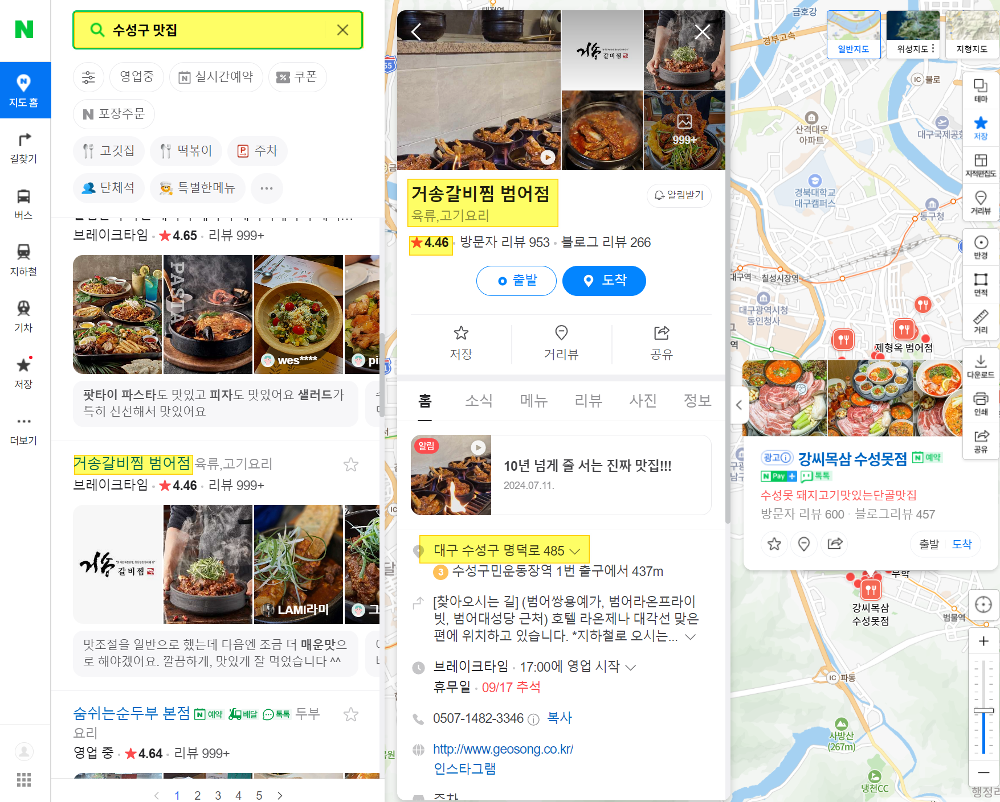 수성구 맛집
영업중
실시간예약
쿠폰
포장주문
고깃집
떡볶이
주차
단체석
특별한메뉴
지도 홈
길찾기
버스
지하철
기차
저장
더보기
브레이크타임 · ★4.65 · 리뷰 999+
PASTA
wes****
pi
팟타이 파스타도 맛있고 피자도 맛있어요 샐러드가
특히 신선해서 맛있어요
거송갈비찜 범어점 육류,고기요리
브레이크타임 · ★4.46 · 리뷰 999+
거송
갈비찜
LAMI라미
그
맛조절을 일반으로 했는데 다음엔 조금 더 매운맛으
로 해야겠어요. 깔끔하게, 맛있게 잘 먹었습니다 ^^
숨쉬는순두부 본점 예약 배달 톡톡 두부
요리
영업 중 · ★4.64 · 리뷰 999+
1 2 3 4 5
거송
갈비찜
999+
거송갈비찜 범어점
육류,고기요리
알림받기
★4.46 · 방문자 리뷰 953 · 블로그 리뷰 266
출발
도착
저장
거리뷰
공유
홈 소식 메뉴 리뷰 사진 정보
알림
10년 넘게 줄 서는 진짜 맛집!!!
2024.07.11.
대구 수성구 명덕로 485
3 수성구민운동장역 1번 출구에서 437m
[찾아오시는 길] (범어쌍용예가, 범어라온프라이
빗, 범어대성당 근처) 호텔 라온제나 대각선 맞은
편에 위치하고 있습니다. *지하철로 오시는...
브레이크타임 · 17:00에 영업 시작
휴무일 · 09/17 추석
0507-1482-3346 복사
http://www.geosong.co.kr/
인스타그램
주차
금호강
경부고속
55
일반지도
위성지도
지형지도
IC 불로
산격대우
아파트
대구국제공항
경북대학교
대구캠퍼스
동구청
대구역
칠성시장역
대구광역시청
동인청사
제형옥 범어점
테마
저장
지적편집도
거리뷰
반경
면적
거리
다운로드
인쇄
공유
광고 강씨목삼 수성못점 예약
N Pay + 톡톡
수성못 돼지고기맛있는단골맛집
방문자 리뷰 600 · 블로그리뷰 457
출발 도착
강씨목삼
수성못점
범물역
IC 파동
사방산
(267m)
냉천CC